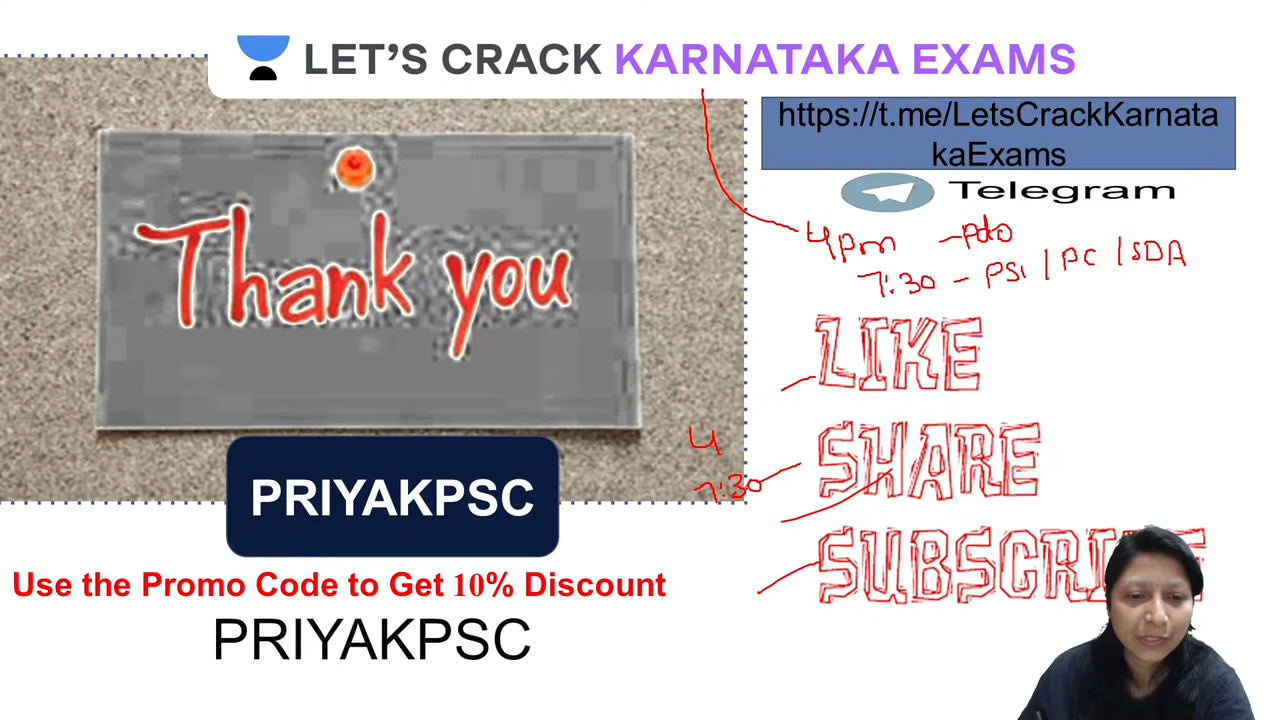 LET'S CRACK KARNATAKA EXAMS
https://t.me/LetsCrackKarnata
kaExams
Telegram
4pm - pdo
7:30 - PSI / PC / SDA
Thank you
LIKE
SHARE
4
7:30
SUBSCRIBE
PRIYAKPSC
Use the Promo Code to Get 10% Discount
PRIYAKPSC